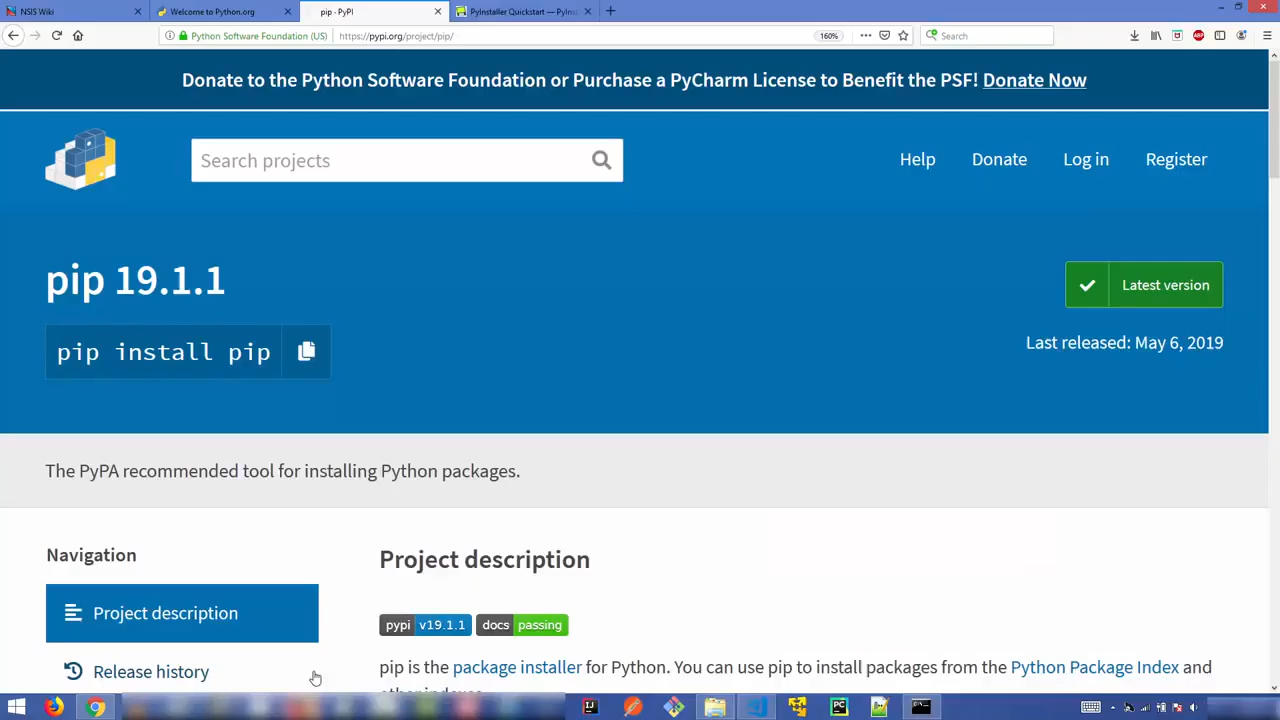 NSIS Wiki
Welcome to Python.org
pip · PyPI
PyInstaller Quickstart — PyIns
Python Software Foundation (US)
https://pypi.org/project/pip/
160%
Search
Donate to the Python Software Foundation or Purchase a PyCharm License to Benefit the PSF! Donate Now
Search projects
Help
Donate
Log in
Register
pip 19.1.1
Latest version
pip install pip
Last released: May 6, 2019
The PyPA recommended tool for installing Python packages.
Navigation
Project description
Project description
pypi v19.1.1 docs passing
Release history
pip is the package installer for Python. You can use pip to install packages from the Python Package Index and
other indexes.